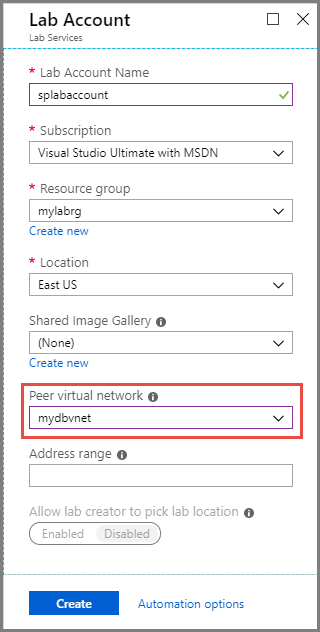 Lab Account
Lab Services
* Lab Account Name
splabaccount
* Subscription
Visual Studio Ultimate with MSDN
* Resource group
mylabrg
Create new
* Location
East US
Shared Image Gallery
(None)
Create new
Peer virtual network
mydbvnet
Address range
Allow lab creator to pick lab location
Enabled Disabled
Create Automation options